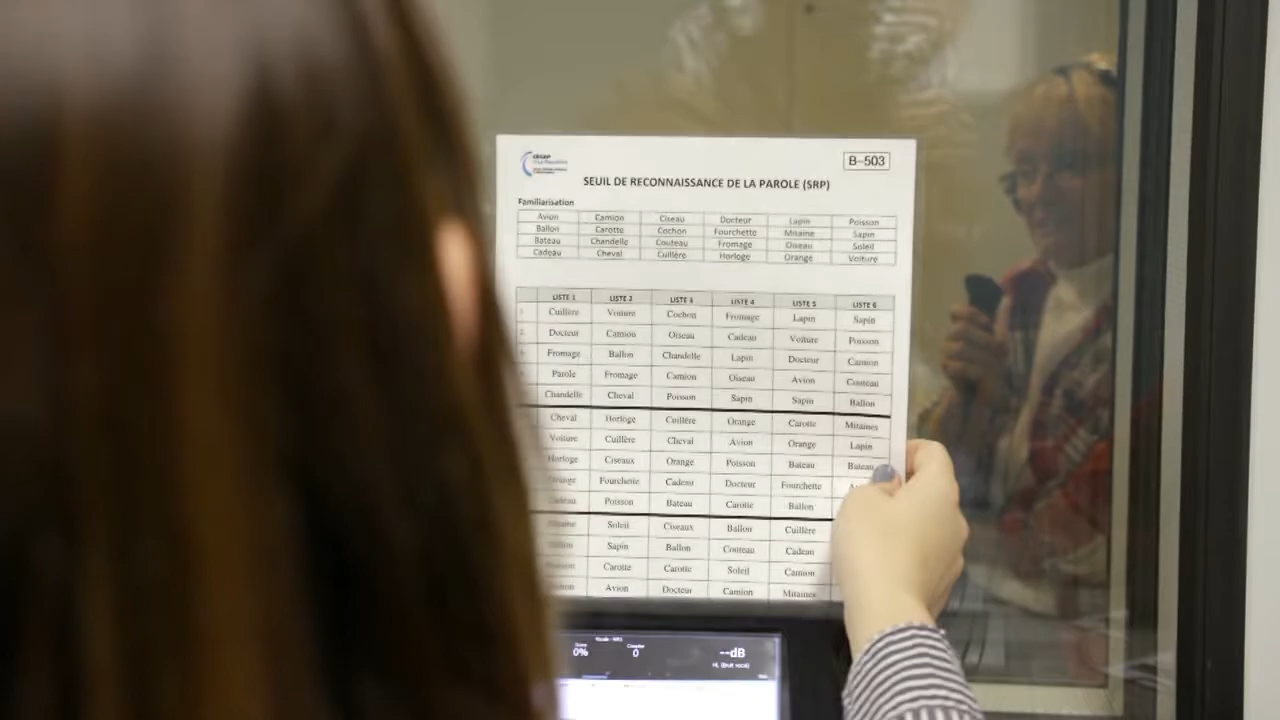 CÉGEP
B-503
SEUIL DE RECONNAISSANCE DE LA PAROLE (SRP)
Familiarisation
Avion Camion Ciseau Docteur Lapin Poisson
Ballon Carotte Cochon Fourchette Mitaine Sapin
Bateau Chandelle Couteau Fromage Oiseau Soleil
Cadeau Cheval Cuillère Horloge Orange Voiture
LISTE 1 LISTE 2 LISTE 3 LISTE 4 LISTE 5 LISTE 6
Cuillère Voiture Cochon Fromage Lapin Sapin
Docteur Camion Oiseau Cadeau Voiture Poisson
Fromage Ballon Chandelle Lapin Docteur Camion
Parole Fromage Camion Oiseau Avion Couteau
Chandelle Cheval Poisson Sapin Sapin Ballon
Cheval Horloge Cuillère Orange Carotte Mitaines
Voiture Cuillère Cheval Avion Orange Lapin
Horloge Ciseaux Orange Poisson Bateau Bateau
Orange Fourchette Cadeau Docteur Fourchette
Cadeau Poisson Bateau Carotte Ballon
Soleil Ciseaux Ballon Cuillère
Sapin Ballon Couteau Cadeau
Carotte Carotte Soleil Camion
Avion Docteur Camion Mitaines
0% 0 --dB
HL (Bruit vocal)